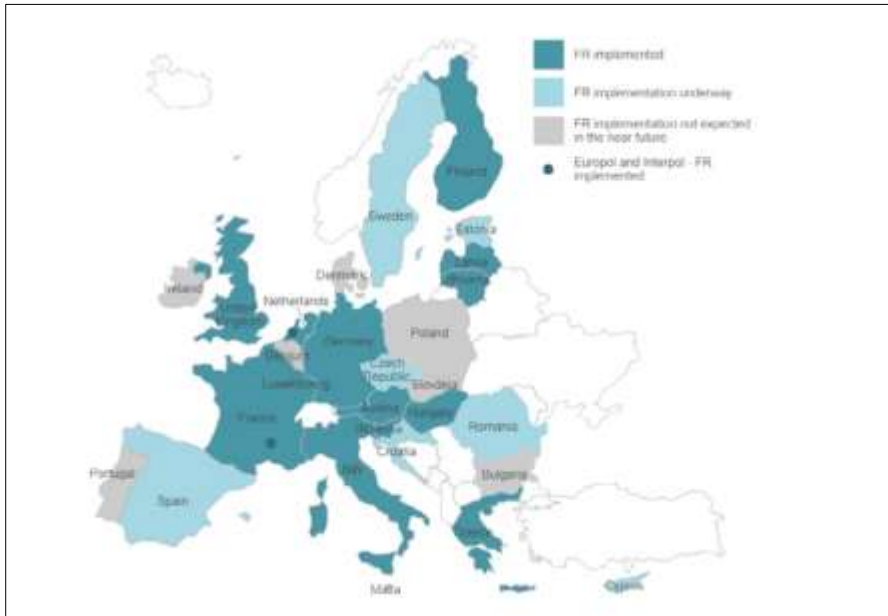 FR implemented
FR implementation underway
FR implementation not expected
in the near future
Europol and Interpol - FR
implemented
Finland
Sweden
Estonia
Latvia
Lithuania
Denmark
Ireland
United
Kingdom
Netherlands
Poland
Germany
Belgium
Czech
Republic
Luxembourg
Slovakia
Austria
Hungary
France
Slovenia
Romania
Croatia
Italy
Bulgaria
Portugal
Spain
Greece
Malta
Cyprus